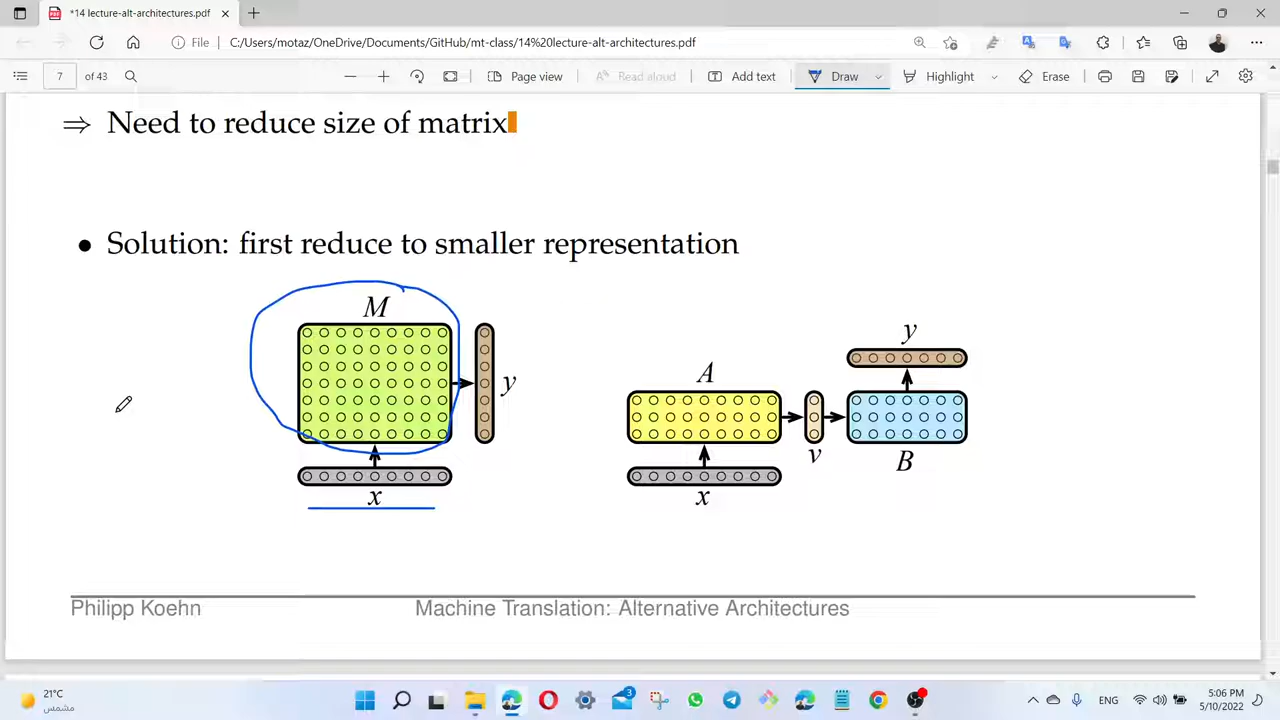 *14 lecture-alt-architectures.pdf
File
C:/Users/motaz/OneDrive/Documents/GitHub/mt-class/14%20lecture-alt-architectures.pdf
7 of 43
Page view
Read aloud
Add text
Draw
Highlight
Erase
⇒ Need to reduce size of matrix
• Solution: first reduce to smaller representation
M
y
x
A
x
v
y
B
Philipp Koehn
Machine Translation: Alternative Architectures
21°C
مشمس
3
ENG
5:06 PM
5/10/2022